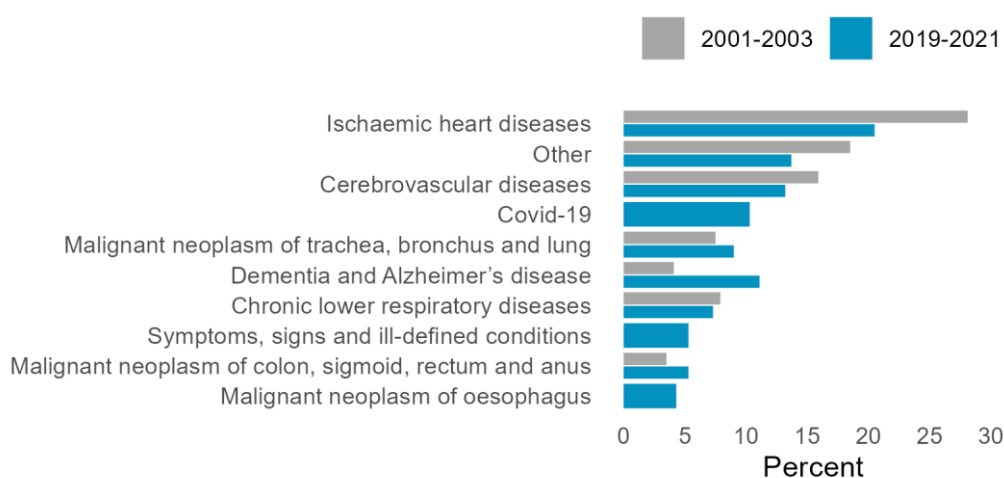 2001-2003 2019-2021
Ischaemic heart diseases
Other
Cerebrovascular diseases
Covid-19
Malignant neoplasm of trachea, bronchus and lung
Dementia and Alzheimer’s disease
Chronic lower respiratory diseases
Symptoms, signs and ill-defined conditions
Malignant neoplasm of colon, sigmoid, rectum and anus
Malignant neoplasm of oesophagus
0 5 10 15 20 25 30
Percent